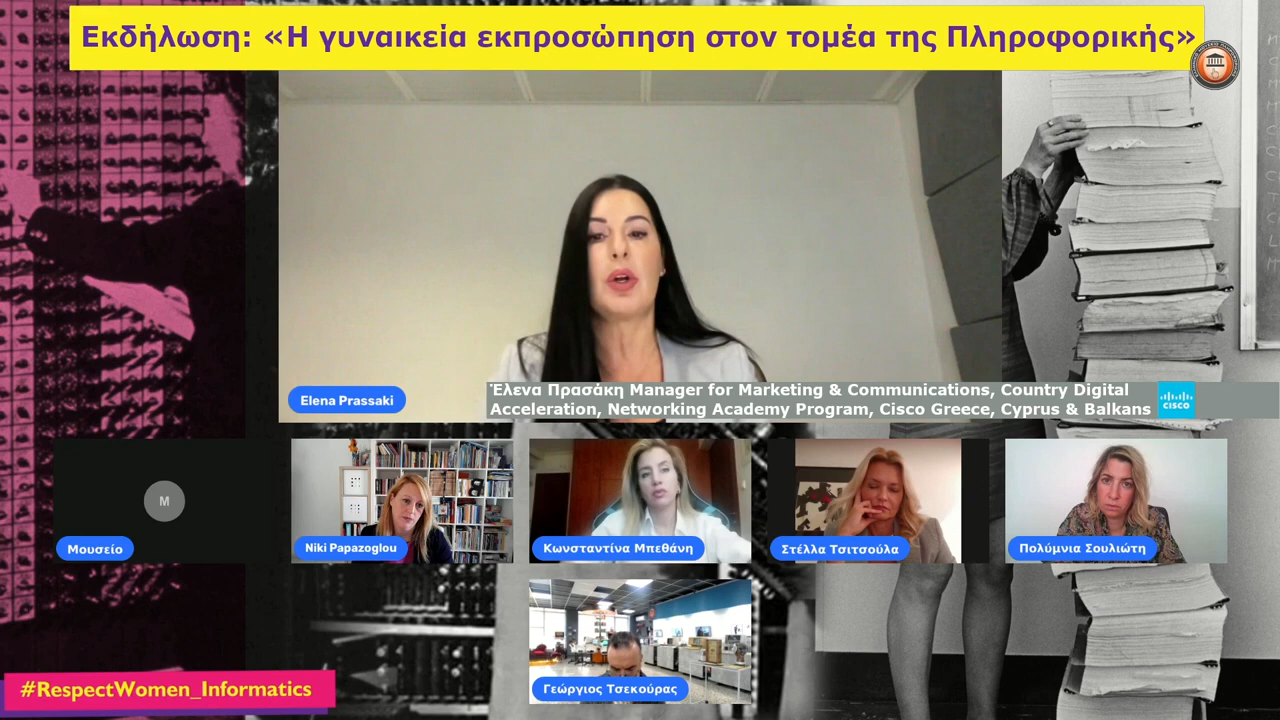 Εκδήλωση: «Η γυναικεία εκπροσώπηση στον τομέα της Πληροφορικής»
Elena Prassaki
Έλενα Πρασάκη Manager for Marketing & Communications, Country Digital
Acceleration, Networking Academy Program, Cisco Greece, Cyprus & Balkans
CISCO
M
Μουσείο
Niki Papazoglou
Κωνσταντίνα Μπεθάνη
Στέλλα Τσιτσούλα
Πολύμνια Σουλιώτη
Γεώργιος Τσεκούρας
#RespectWomen_Informatics